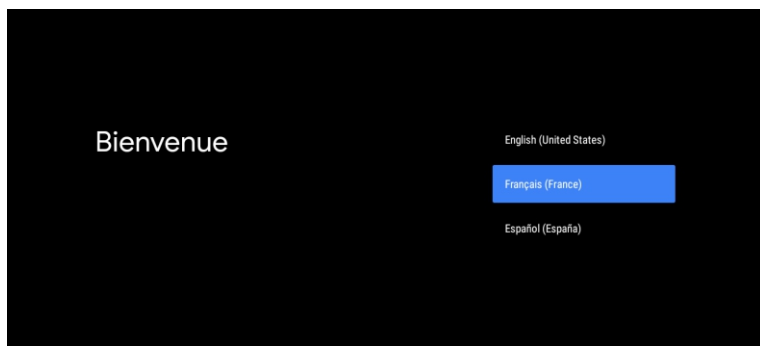 Bienvenue
English (United States)
Français (France)
Español (España)